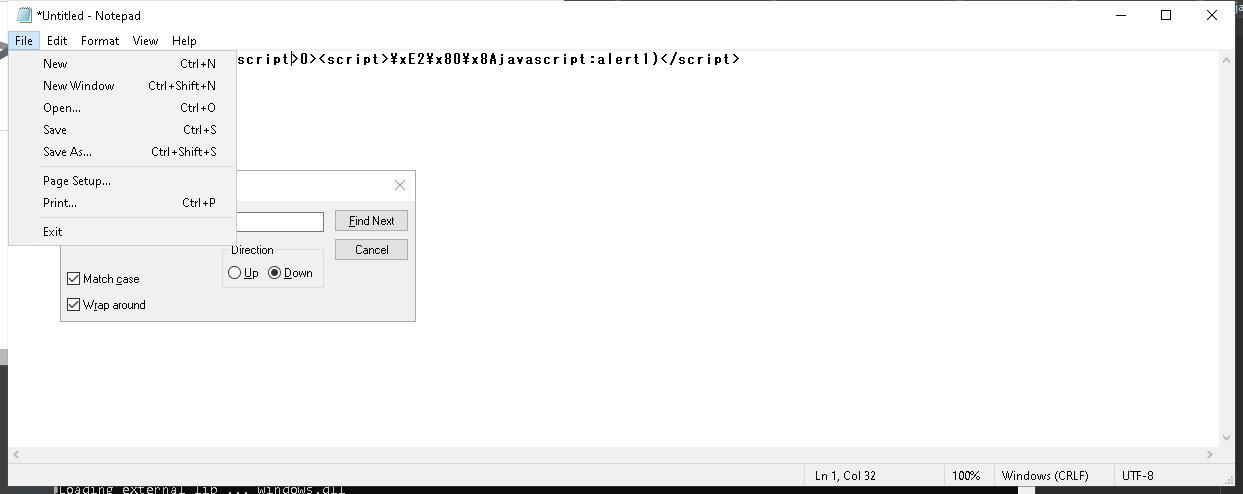 *Untitled - Notepad
File Edit Format View Help
script>0><script>¥xE2¥x80¥x8Ajavascript:alert1)</script>
New Ctrl+N
New Window Ctrl+Shift+N
Open... Ctrl+O
Save Ctrl+S
Save As... Ctrl+Shift+S
Page Setup...
Print... Ctrl+P
Exit
Find Next
Cancel
Direction
Up Down
Match case
Wrap around
Ln 1, Col 32 100% Windows (CRLF) UTF-8
Loading external lib ... windows.dll